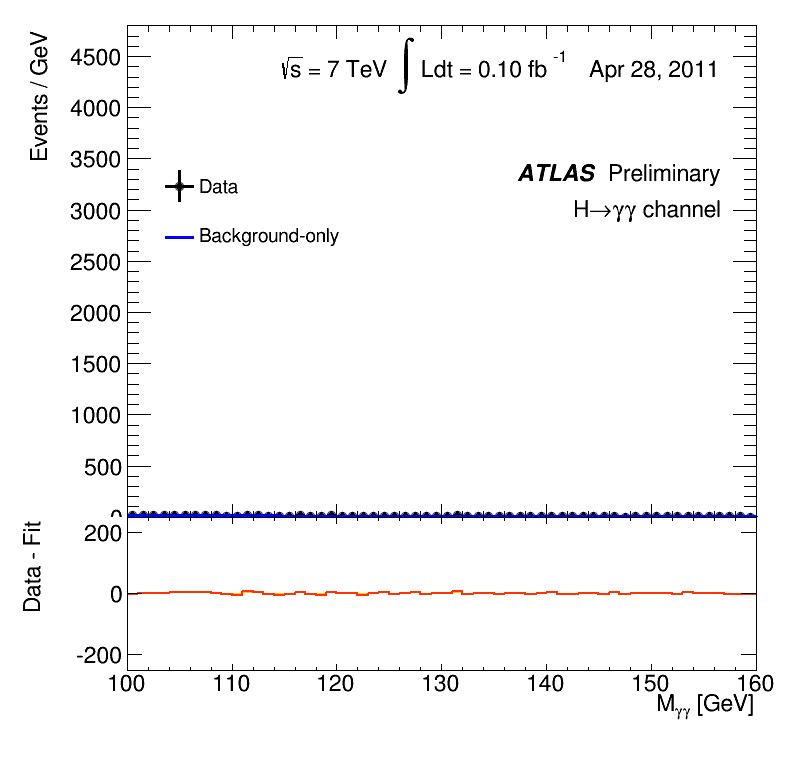 Events / GeV
4500
4000
3500
3000
2500
2000
1500
1000
500
0
√s = 7 TeV ∫ Ldt = 0.10 fb⁻¹ Apr 28, 2011
ATLAS Preliminary
H→γγ channel
Data
Background-only
Data - Fit
200
0
-200
100 110 120 130 140 150 160
Mγγ [GeV]